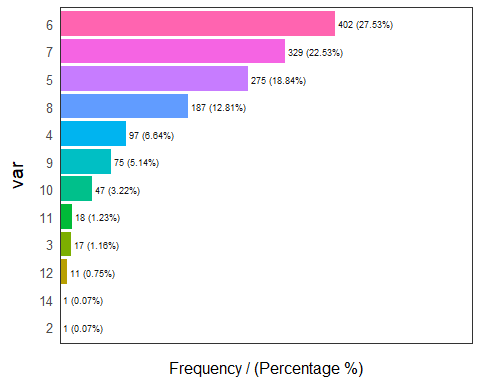 6 402 (27.53%)
7 329 (22.53%)
5 275 (18.84%)
8 187 (12.81%)
4 97 (6.64%)
9 75 (5.14%)
10 47 (3.22%)
11 18 (1.23%)
3 17 (1.16%)
12 11 (0.75%)
14 1 (0.07%)
2 1 (0.07%)
var
Frequency / (Percentage %)